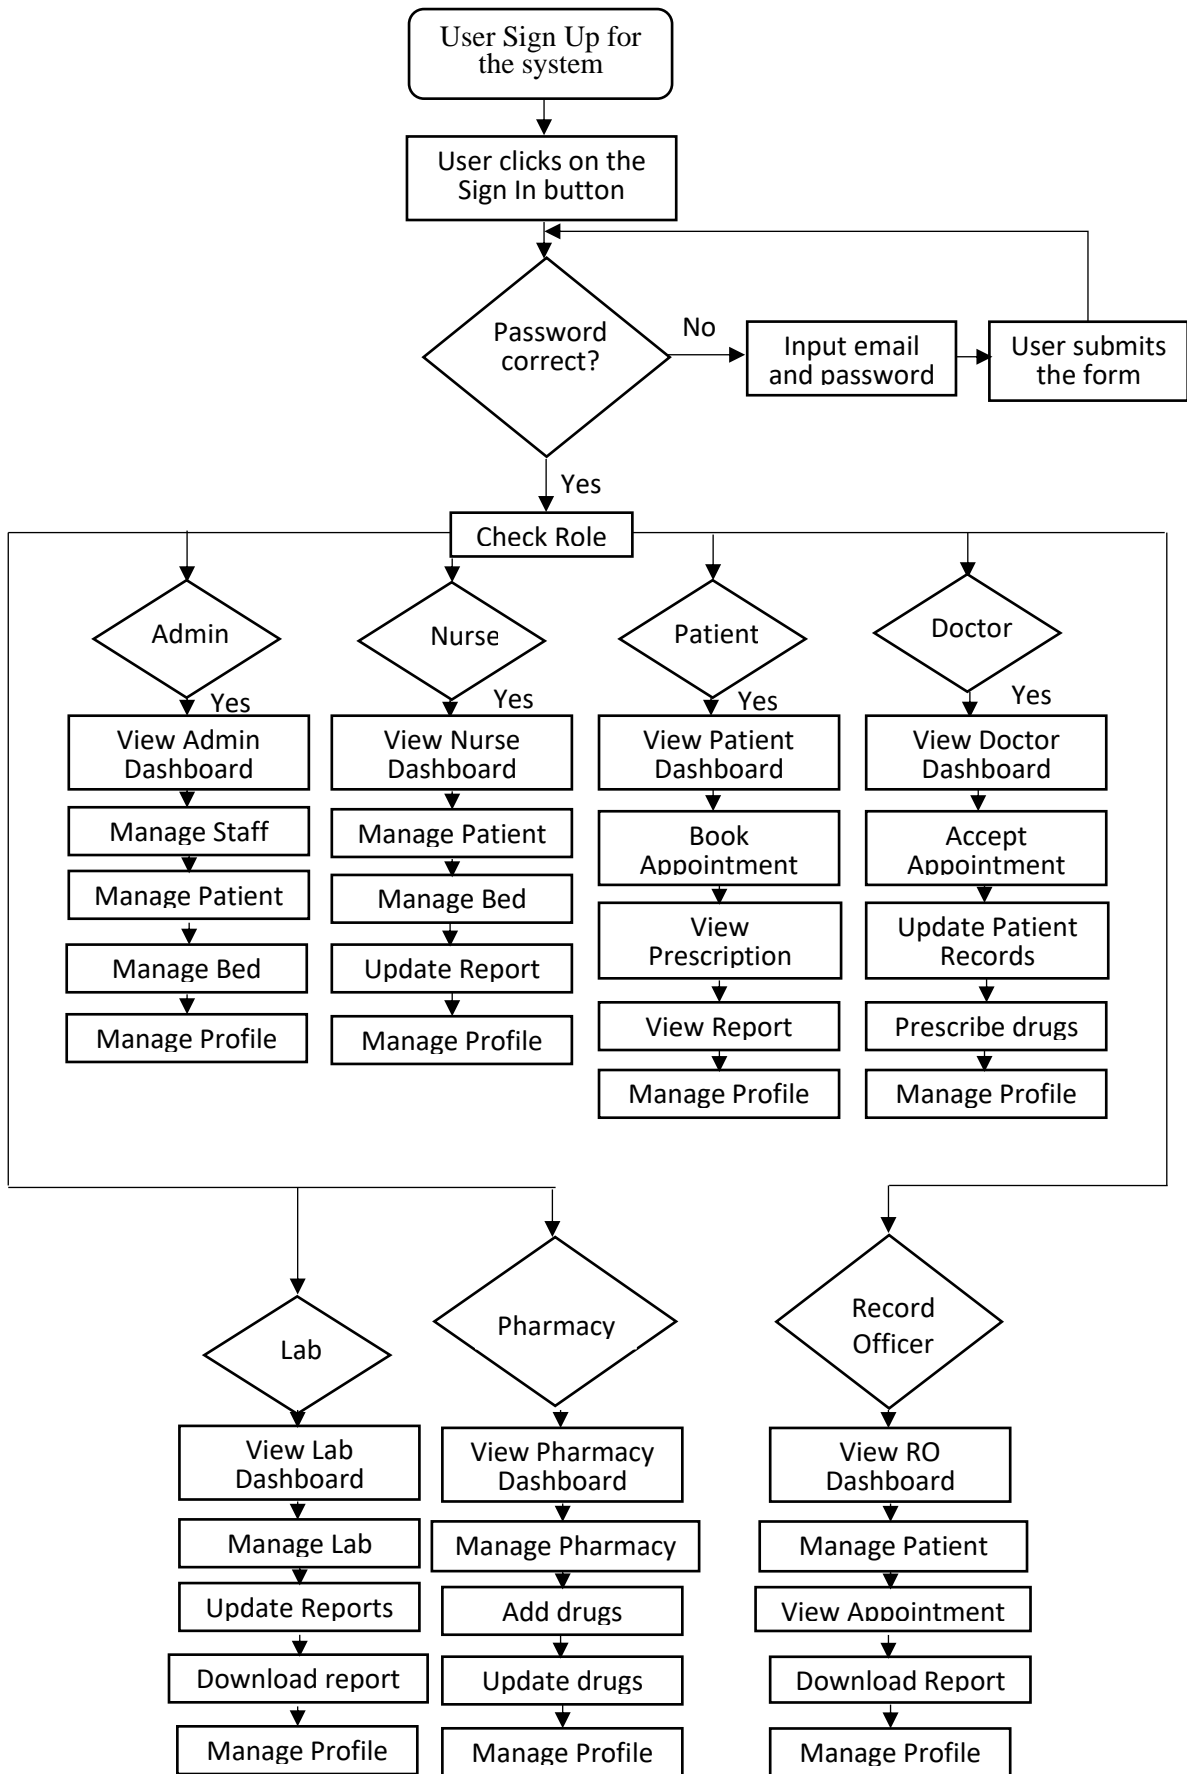 User Sign Up for
the system
User clicks on the
Sign In button
Password
correct?
No
Input email
and password
User submits
the form
Yes
Check Role
Admin
Nurse
Patient
Doctor
Yes
Yes
Yes
Yes
View Admin
Dashboard
Manage Staff
Manage Patient
Manage Bed
Manage Profile
View Nurse
Dashboard
Manage Patient
Manage Bed
Update Report
Manage Profile
View Patient
Dashboard
Book
Appointment
View
Prescription
View Report
Manage Profile
View Doctor
Dashboard
Accept
Appointment
Update Patient
Records
Prescribe drugs
Manage Profile
Lab
Pharmacy
Record
Officer
View Lab
Dashboard
Manage Lab
Update Reports
Download report
Manage Profile
View Pharmacy
Dashboard
Manage Pharmacy
Add drugs
Update drugs
Manage Profile
View RO
Dashboard
Manage Patient
View Appointment
Download Report
Manage Profile